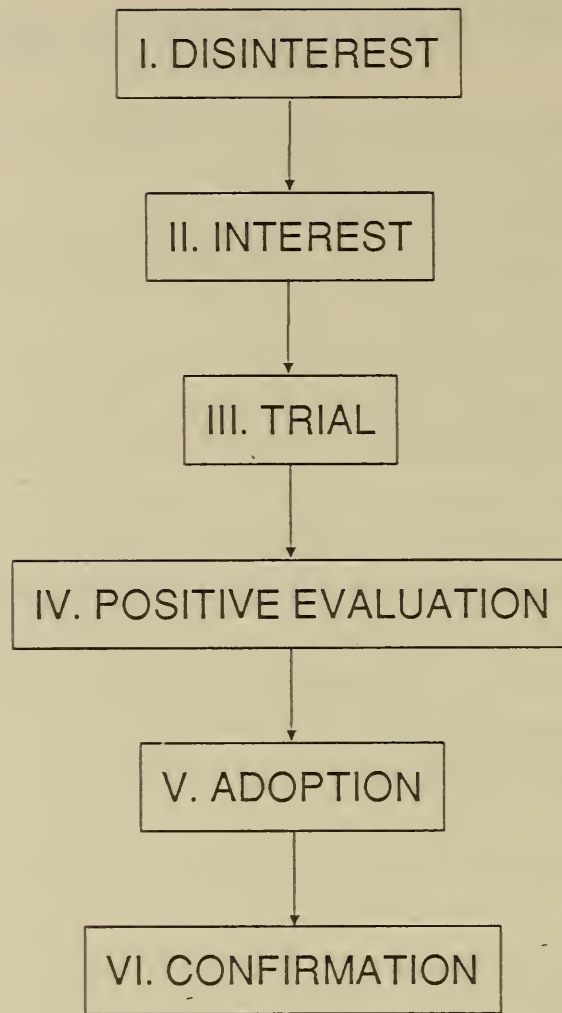 I. DISINTEREST
II. INTEREST
III. TRIAL
IV. POSITIVE EVALUATION
V. ADOPTION
VI. CONFIRMATION